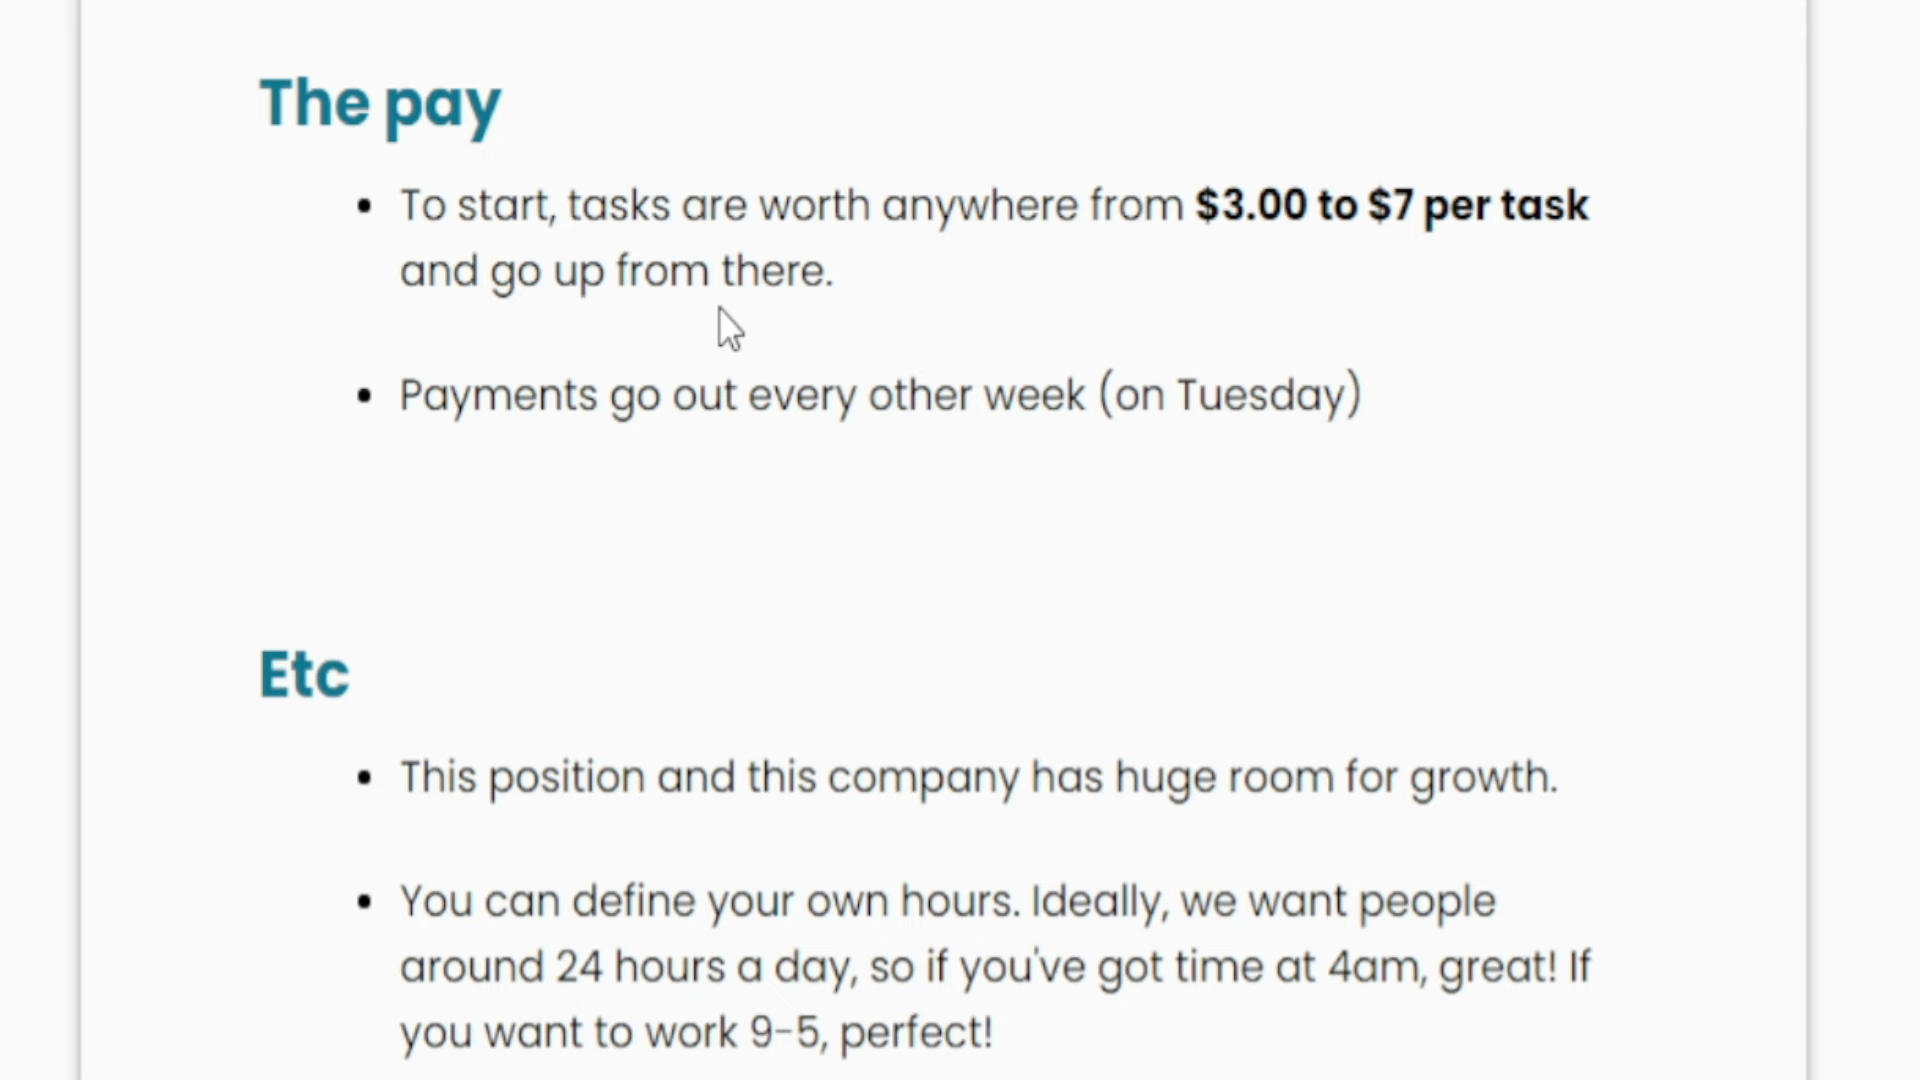 The pay
• To start, tasks are worth anywhere from $3.00 to $7 per task
and go up from there.
• Payments go out every other week (on Tuesday)
Etc
• This position and this company has huge room for growth.
• You can define your own hours. Ideally, we want people
around 24 hours a day, so if you've got time at 4am, great! If
you want to work 9-5, perfect!